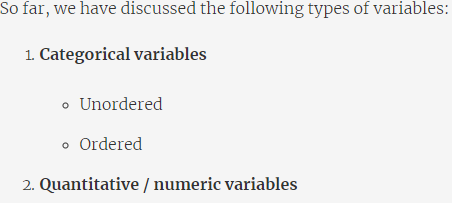 So far, we have discussed the following types of variables:
1. Categorical variables
◦ Unordered
◦ Ordered
2. Quantitative / numeric variables